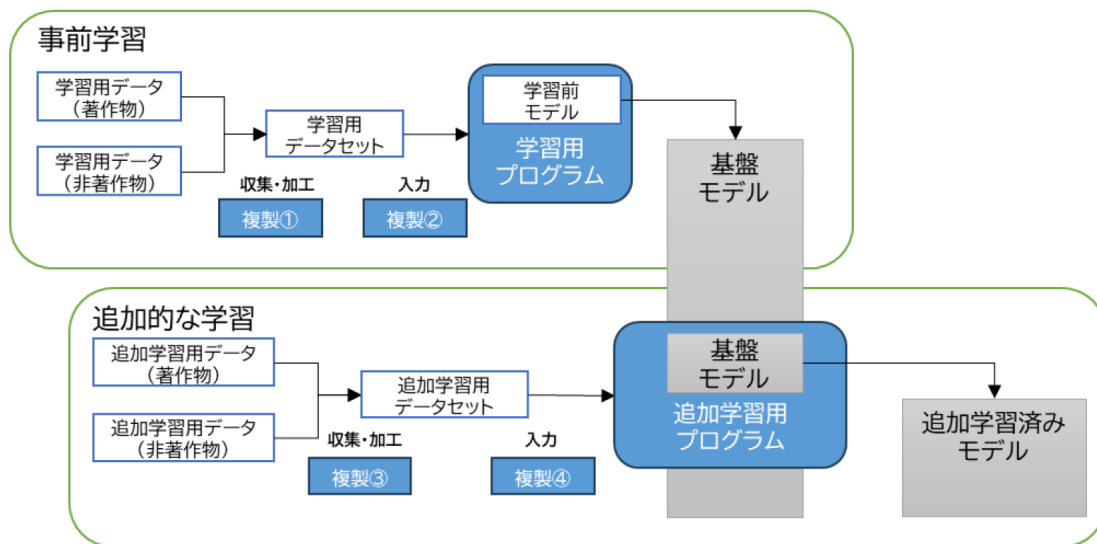 事前学習
学習用データ
（著作物）
学習用データ
（非著作物）
学習用
データセット
収集・加工
複製①
入力
複製②
学習前
モデル
学習用
プログラム
基盤
モデル
追加的な学習
追加学習用データ
（著作物）
追加学習用データ
（非著作物）
追加学習用
データセット
収集・加工
複製③
入力
複製④
基盤
モデル
追加学習用
プログラム
追加学習済み
モデル